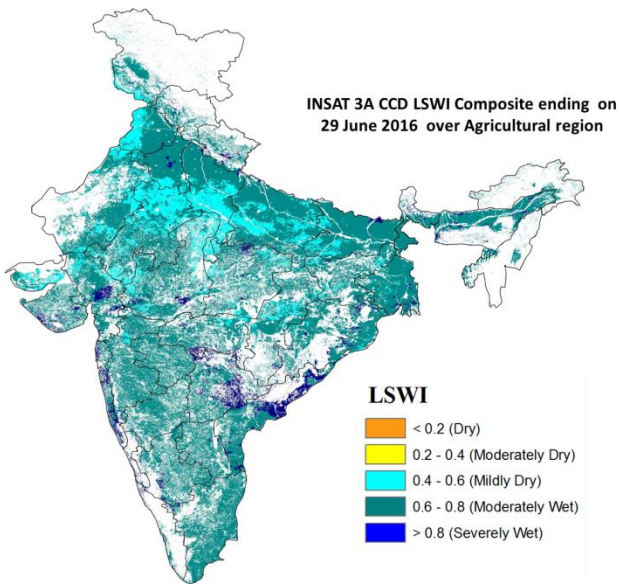 INSAT 3A CCD LSWI Composite ending on
29 June 2016 over Agricultural region
LSWI
< 0.2 (Dry)
0.2 - 0.4 (Moderately Dry)
0.4 - 0.6 (Mildly Dry)
0.6 - 0.8 (Moderately Wet)
> 0.8 (Severely Wet)